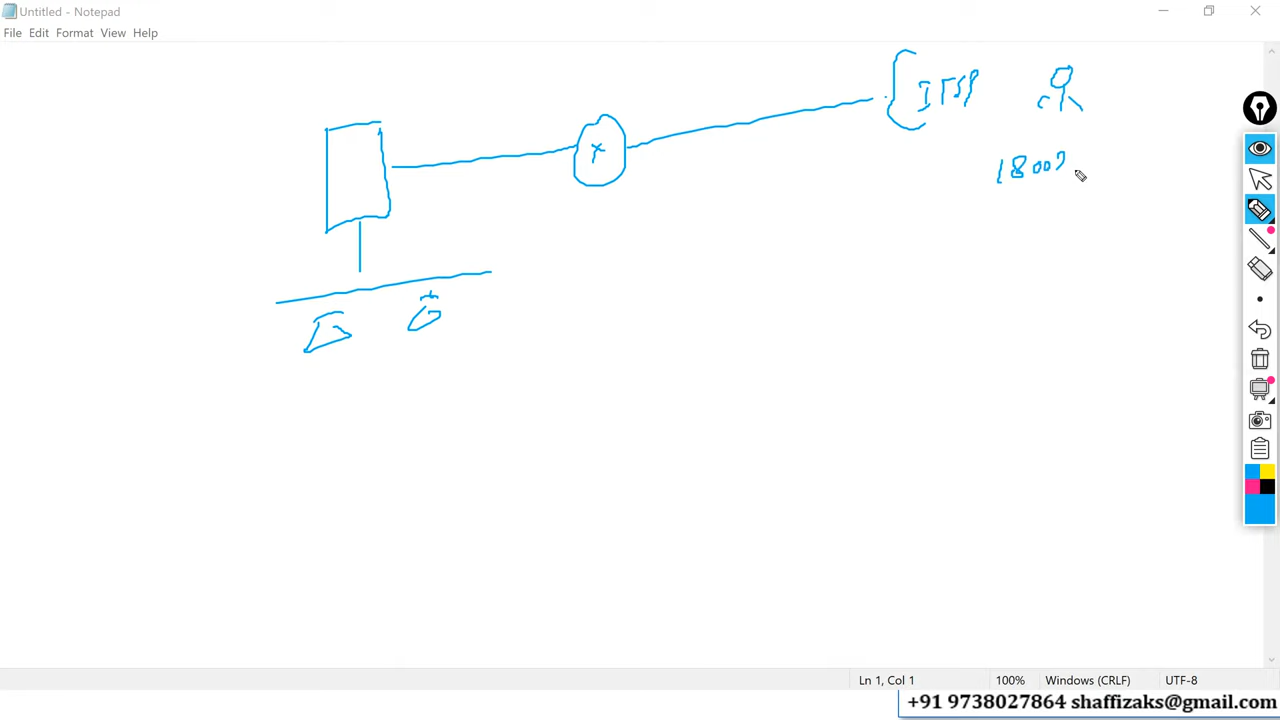 Untitled - Notepad
File Edit Format View Help
ITSP
x
1800
Ln 1, Col 1 100% Windows (CRLF) UTF-8
+91 9738027864 shaffizaks@gmail.com